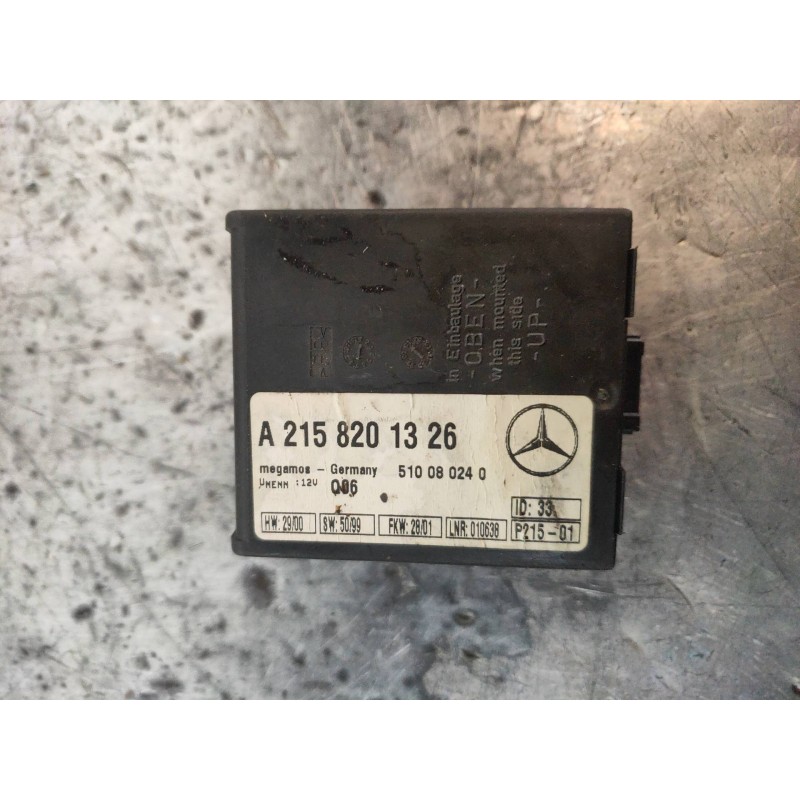 in Einbaulage
-OBEN-
when mounted
this side
-UP-
A 215 820 13 26
megamos - Germany 510 08 024 0
UNENN :12V 006
HW: 29/00 SW: 50/99 FKW: 28/01 LNR: 010638
ID: 33
P215-01